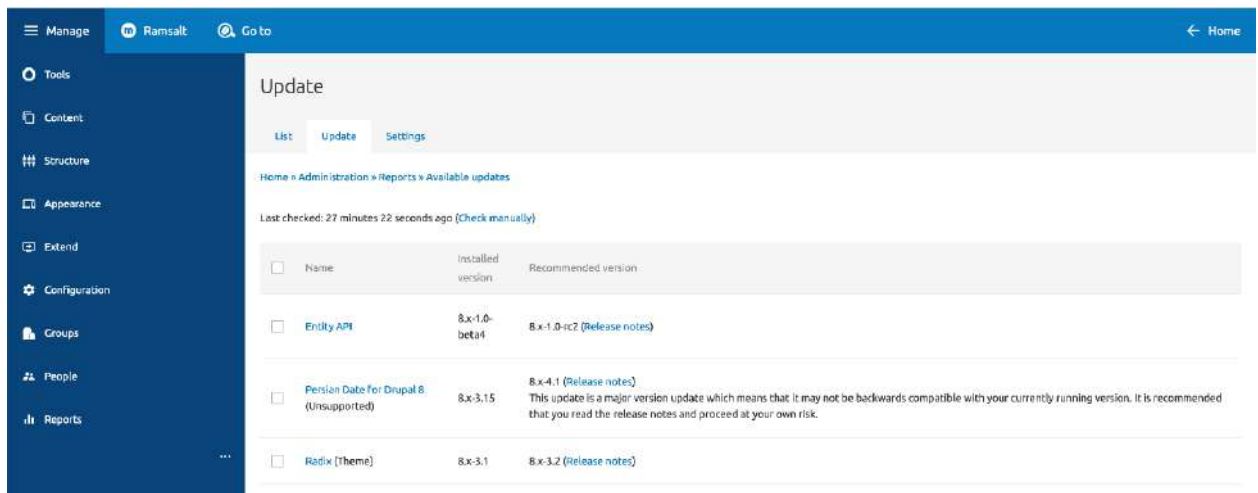 Manage
Ramsalt
Go to
Home
Tools
Content
Structure
Appearance
Extend
Configuration
Groups
People
Reports
...
Update
List
Update
Settings
Home » Administration » Reports » Available updates
Last checked: 27 minutes 22 seconds ago (Check manually)
Name
Installed
version
Recommended version
Entity API
8.x-1.0-
beta4
8.x-1.0-rc2 (Release notes)
Persian Date for Drupal 8
(Unsupported)
8.x-3.15
8.x-4.1 (Release notes)
This update is a major version update which means that it may not be backwards compatible with your currently running version. It is recommended
that you read the release notes and proceed at your own risk.
Radix (Theme)
8.x-3.1
8.x-3.2 (Release notes)